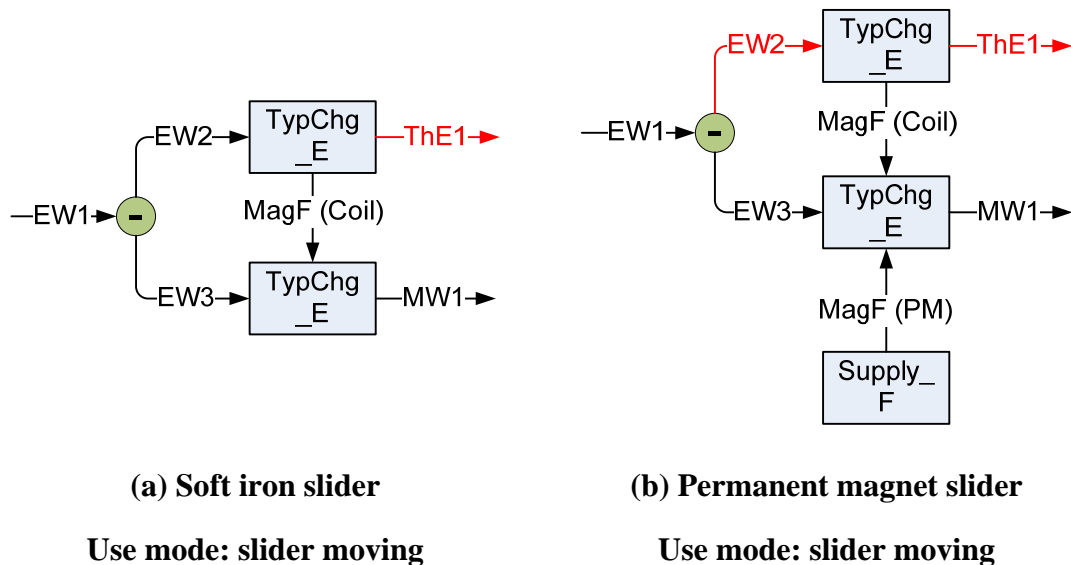 EW1
-
EW2
TypChg
_E
ThE1
MagF (Coil)
EW3
TypChg
_E
MW1
(a) Soft iron slider
Use mode: slider moving
EW1
-
EW2
TypChg
_E
ThE1
MagF (Coil)
EW3
TypChg
_E
MW1
MagF (PM)
Supply_
F
(b) Permanent magnet slider
Use mode: slider moving